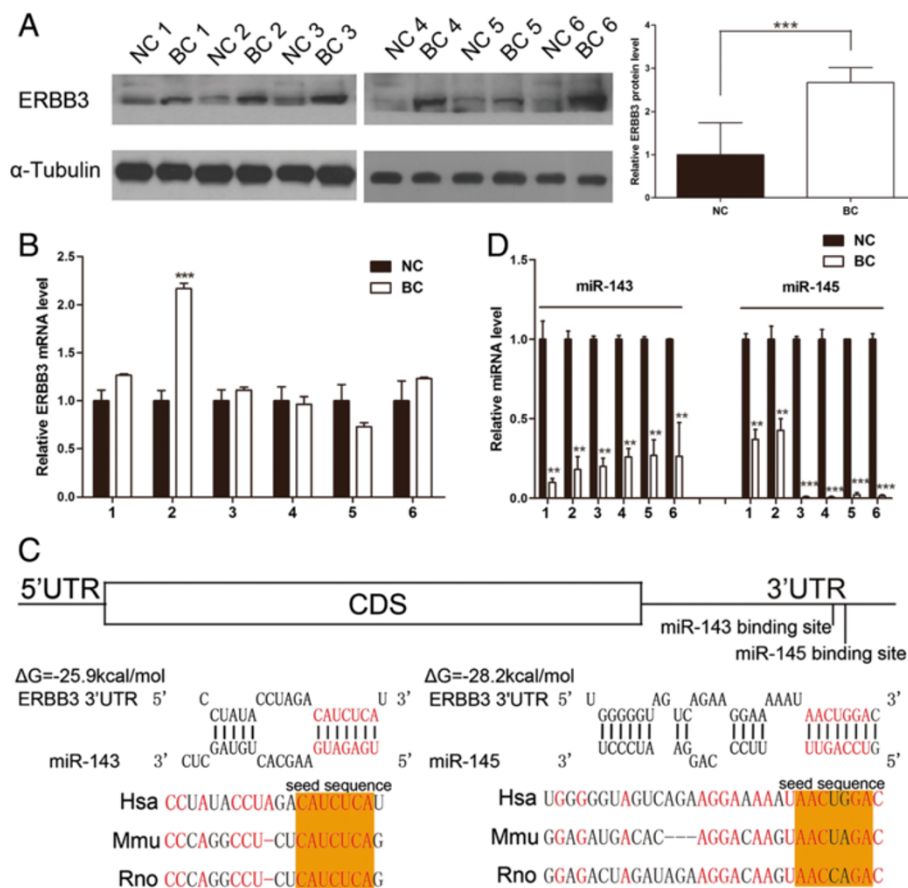 A
NC 1 BC 1 NC 2 BC 2 NC 3 BC 3
NC 4 BC 4 NC 5 BC 5 NC 6 BC 6
ERBB3
α-Tubulin
Relative ERBB3 protein level
4
3
2
1
0
***
NC BC
B
Relative ERBB3 mRNA level
2.5
2.0
1.5
1.0
0.5
0.0
NC
BC
***
1 2 3 4 5 6
D
Relative miRNA level
1.5
1.0
0.5
0.0
NC
BC
miR-143 miR-145
** ** ** ** ** **
** ** *** *** *** ***
1 2 3 4 5 6 1 2 3 4 5 6
C
5'UTR CDS 3'UTR
miR-143 binding site
miR-145 binding site
ΔG=-25.9kcal/mol
ERBB3 3'UTR 5' C CCUAGA U 3'
CUAUA CAUCUCA
GAUGU GUAGAGU
miR-143 3' CUC CACGAA 5'
seed sequence
Hsa CCUAUACCUAGACAUCUCAU
Mmu CCCAGGCCU-CUCAUCUCAG
Rno CCCAGGCCU-CUCAUCUCAG
ΔG=-28.2kcal/mol
ERBB3 3'UTR 5' U AG AGAA AAAU 3'
GGGGGU UC GGAA AACUGGAC
UCCCUA AG CCUU UUGACCUG
miR-145 3' GAC 5'
seed sequence
Hsa UGGGGGUAGUCAGAAGGAAAAAUAACUGGAC
Mmu GGAGAUGACAC---AGGACAAGUAACUAGAC
Rno GGAGACUAGAUAGAAGGACAAGUAACCAGAC